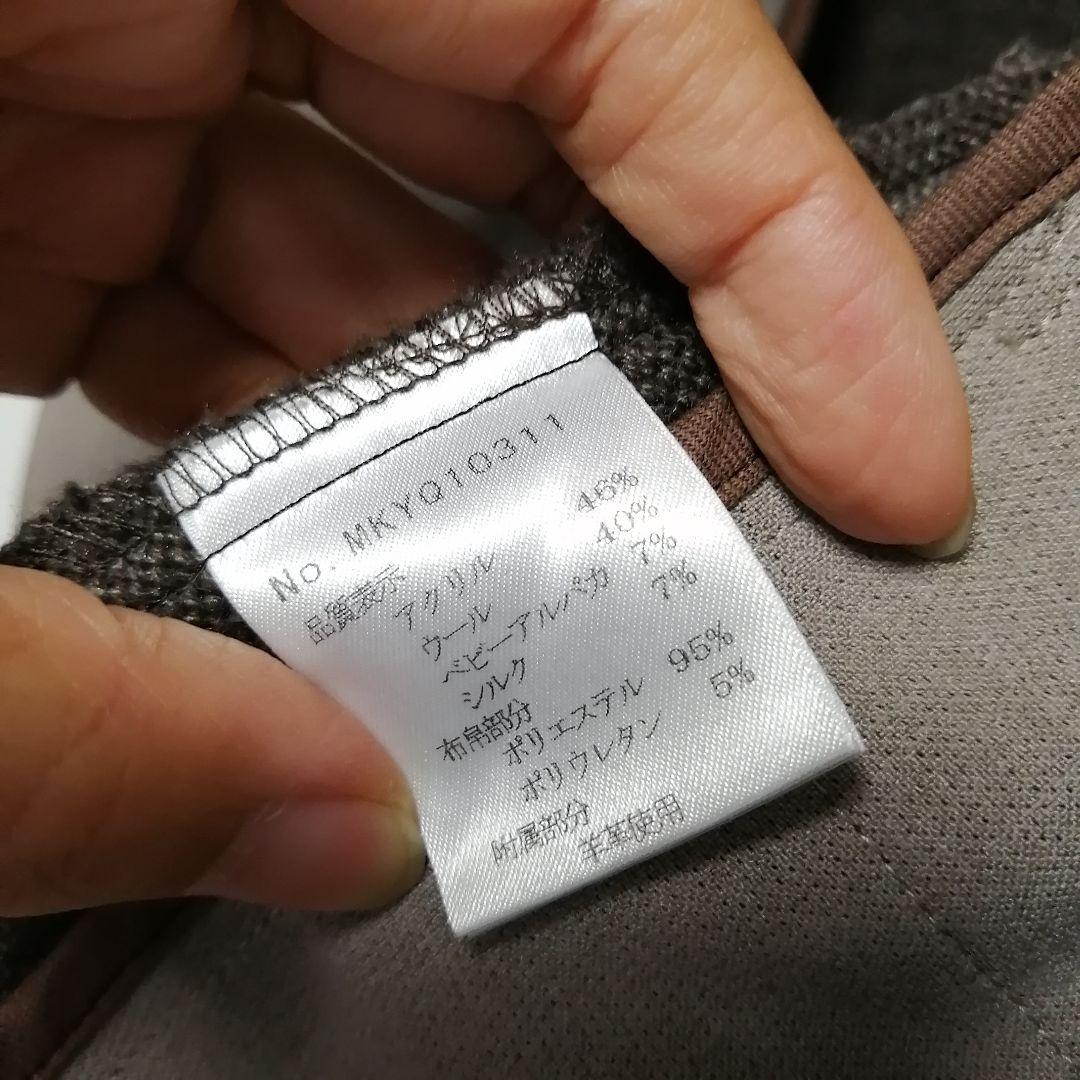 No. MKY010311
品質表示
アクリル 46%
ウール 40%
ベビーアルパカ 7%
シルク 7%
布帛部分
ポリエステル 95%
ポリウレタン 5%
附属部分
羊革使用